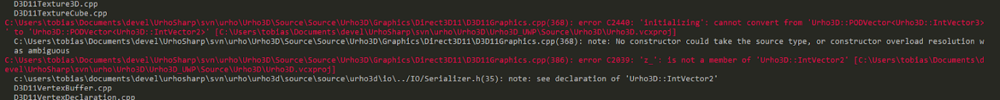 D3D11Texture3D.cpp
D3D11TextureCube.cpp
C:\Users\tobias\Documents\devel\UrhoSharp\svn\urho\Urho3D\Source\Source\Urho3D\Graphics\Direct3D11\D3D11Graphics.cpp(368): error C2440: 'initializing': cannot convert from 'Urho3D::PODVector<Urho3D::IntVector3>
' to 'Urho3D::PODVector<Urho3D::IntVector2>' [C:\Users\tobias\Documents\devel\UrhoSharp\svn\urho\Urho3D\Urho3D_UWP\Source\Urho3D\Urho3D.vcxproj]
C:\Users\tobias\Documents\devel\UrhoSharp\svn\urho\Urho3D\Source\Source\Urho3D\Graphics\Direct3D11\D3D11Graphics.cpp(368): note: No constructor could take the source type, or constructor overload resolution w
as ambiguous
C:\Users\tobias\Documents\devel\UrhoSharp\svn\urho\Urho3D\Source\Source\Urho3D\Graphics\Direct3D11\D3D11Graphics.cpp(386): error C2039: 'z_': is not a member of 'Urho3D::IntVector2' [C:\Users\tobias\Documents\d
evel\UrhoSharp\svn\urho\Urho3D\Urho3D_UWP\Source\Urho3D\Urho3D.vcxproj]
c:\users\tobias\documents\devel\urhosharp\svn\urho\urho3d\source\source\urho3d\io\../IO/Serializer.h(35): note: see declaration of 'Urho3D::IntVector2'
D3D11VertexBuffer.cpp
D3D11VertexDeclaration.cpp